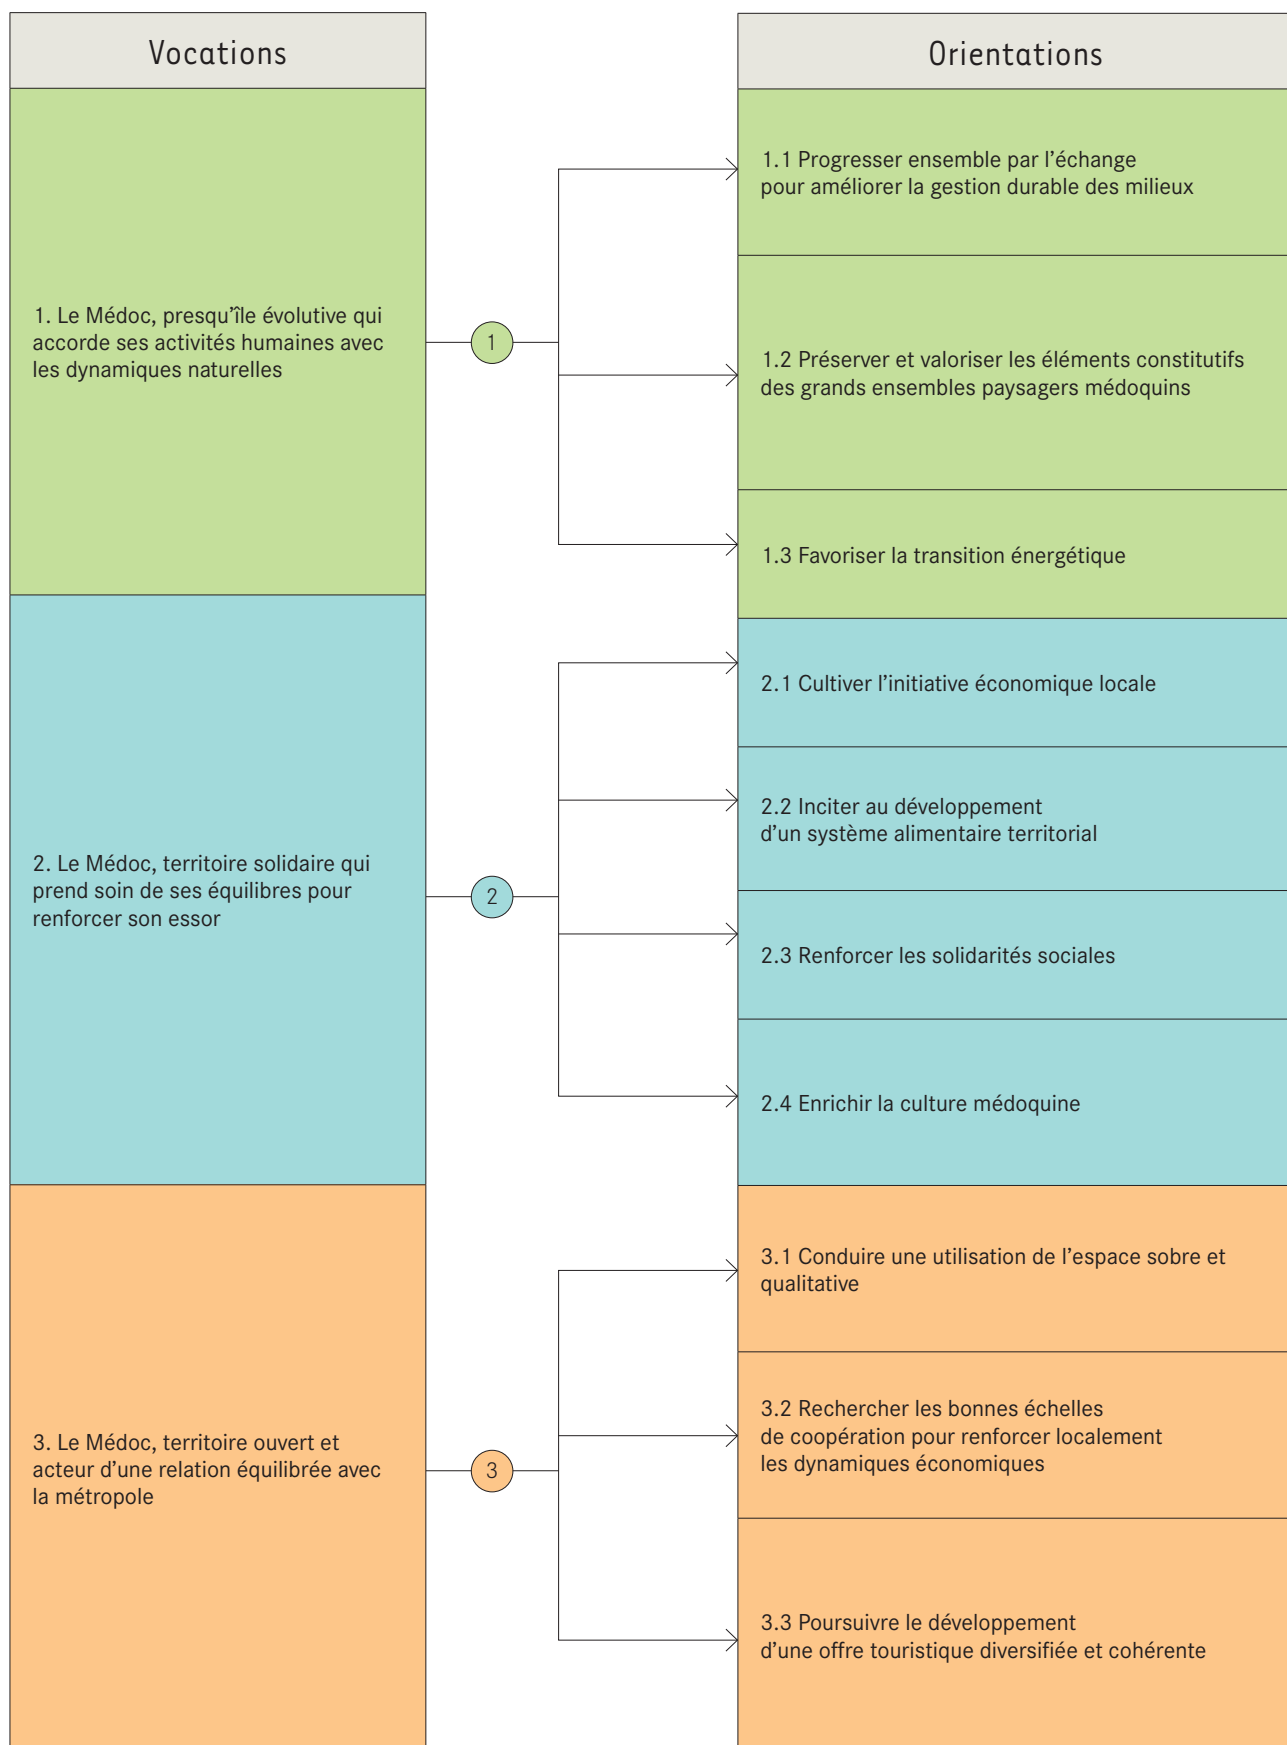 Vocations
Orientations
1. Le Médoc, presqu’île évolutive qui
accorde ses activités humaines avec
les dynamiques naturelles
1
1.1 Progresser ensemble par l’échange
pour améliorer la gestion durable des milieux
1.2 Préserver et valoriser les éléments constitutifs
des grands ensembles paysagers médoquins
1.3 Favoriser la transition énergétique
2. Le Médoc, territoire solidaire qui
prend soin de ses équilibres pour
renforcer son essor
2
2.1 Cultiver l’initiative économique locale
2.2 Inciter au développement
d’un système alimentaire territorial
2.3 Renforcer les solidarités sociales
2.4 Enrichir la culture médoquine
3. Le Médoc, territoire ouvert et
acteur d’une relation équilibrée avec
la métropole
3
3.1 Conduire une utilisation de l’espace sobre et
qualitative
3.2 Rechercher les bonnes échelles
de coopération pour renforcer localement
les dynamiques économiques
3.3 Poursuivre le développement
d’une offre touristique diversifiée et cohérente